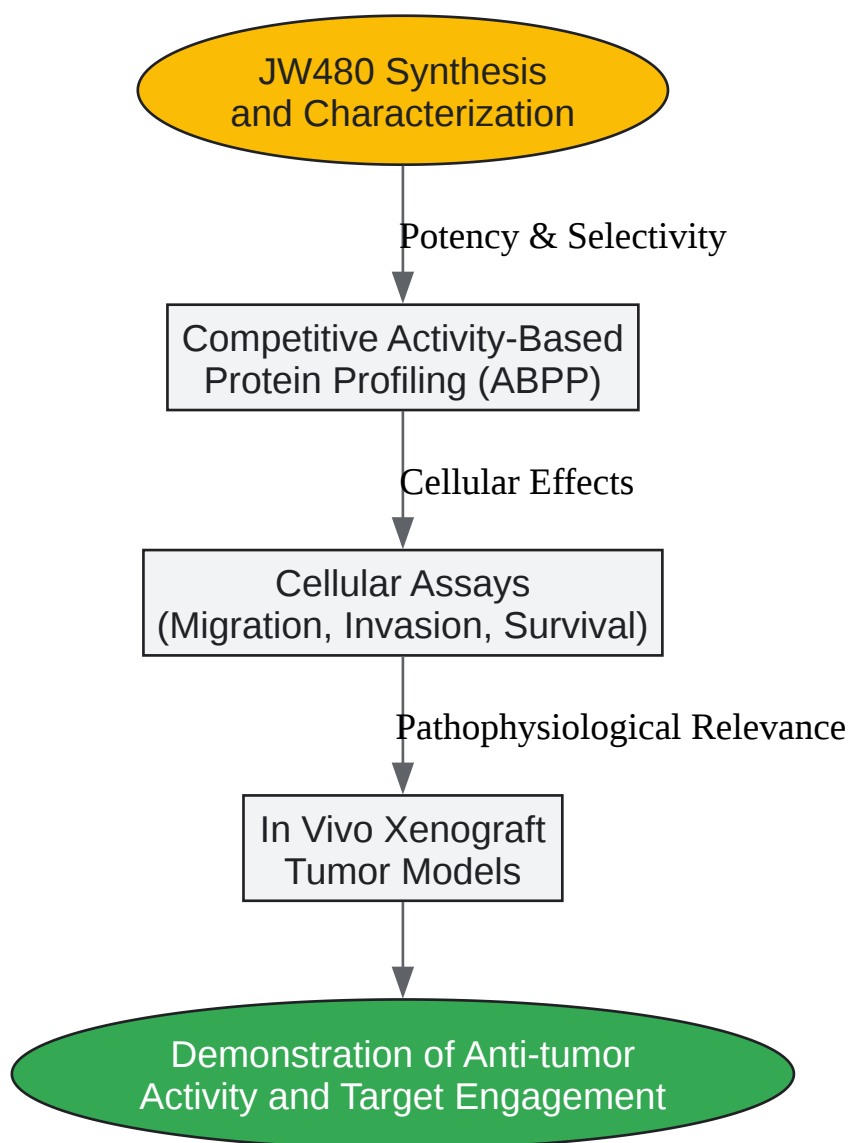 JW480 Synthesis
and Characterization
Potency & Selectivity
Competitive Activity-Based
Protein Profiling (ABPP)
Cellular Effects
Cellular Assays
(Migration, Invasion, Survival)
Pathophysiological Relevance
In Vivo Xenograft
Tumor Models
Demonstration of Anti-tumor
Activity and Target Engagement